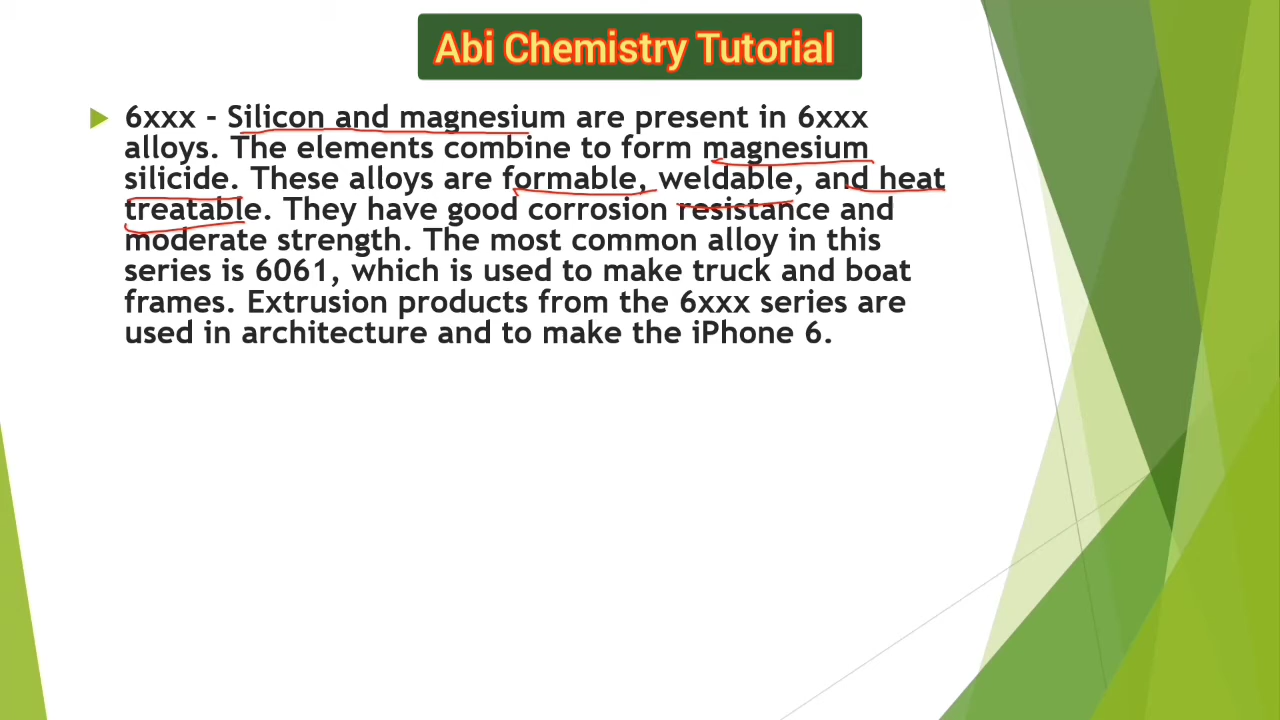 Abi Chemistry Tutorial
6xxx - Silicon and magnesium are present in 6xxx
alloys. The elements combine to form magnesium
silicide. These alloys are formable, weldable, and heat
treatable. They have good corrosion resistance and
moderate strength. The most common alloy in this
series is 6061, which is used to make truck and boat
frames. Extrusion products from the 6xxx series are
used in architecture and to make the iPhone 6.